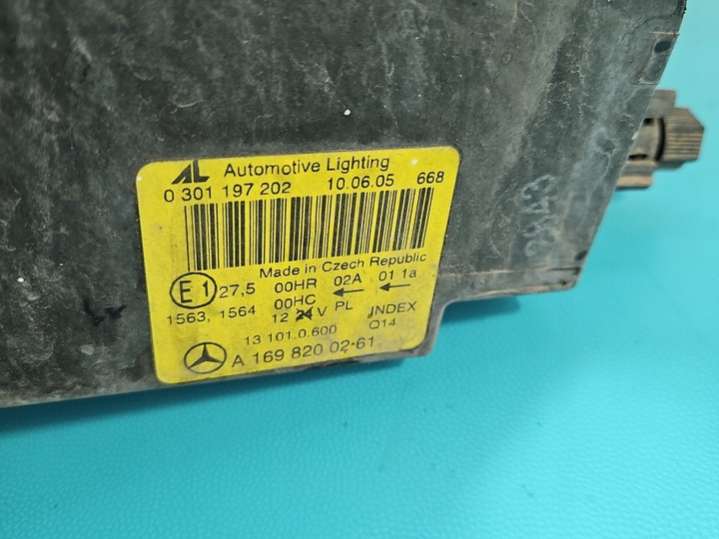 AL Automotive Lighting
0 301 197 202 10.06.05 668
Made in Czech Republic
E1 27,5 00HR 02A 01 1a
00HC ← ←
1563, 1564 12 24 V PL INDEX
13 101.0.600 Q14
A 169 820 02-61